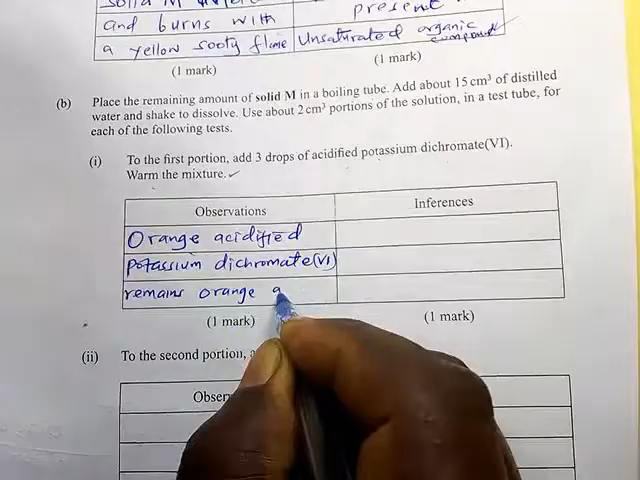 solid M
and burns with
present
a yellow sooty flame
Unsaturated organic
compound
(1 mark)
(1 mark)
(b) Place the remaining amount of solid M in a boiling tube. Add about 15 cm³ of distilled
water and shake to dissolve. Use about 2 cm³ portions of the solution, in a test tube, for
each of the following tests.
(i) To the first portion, add 3 drops of acidified potassium dichromate(VI).
Warm the mixture.
Observations Inferences
Orange acidified
potassium dichromate(VI)
remains orange
(1 mark) (1 mark)
(ii) To the second portion,